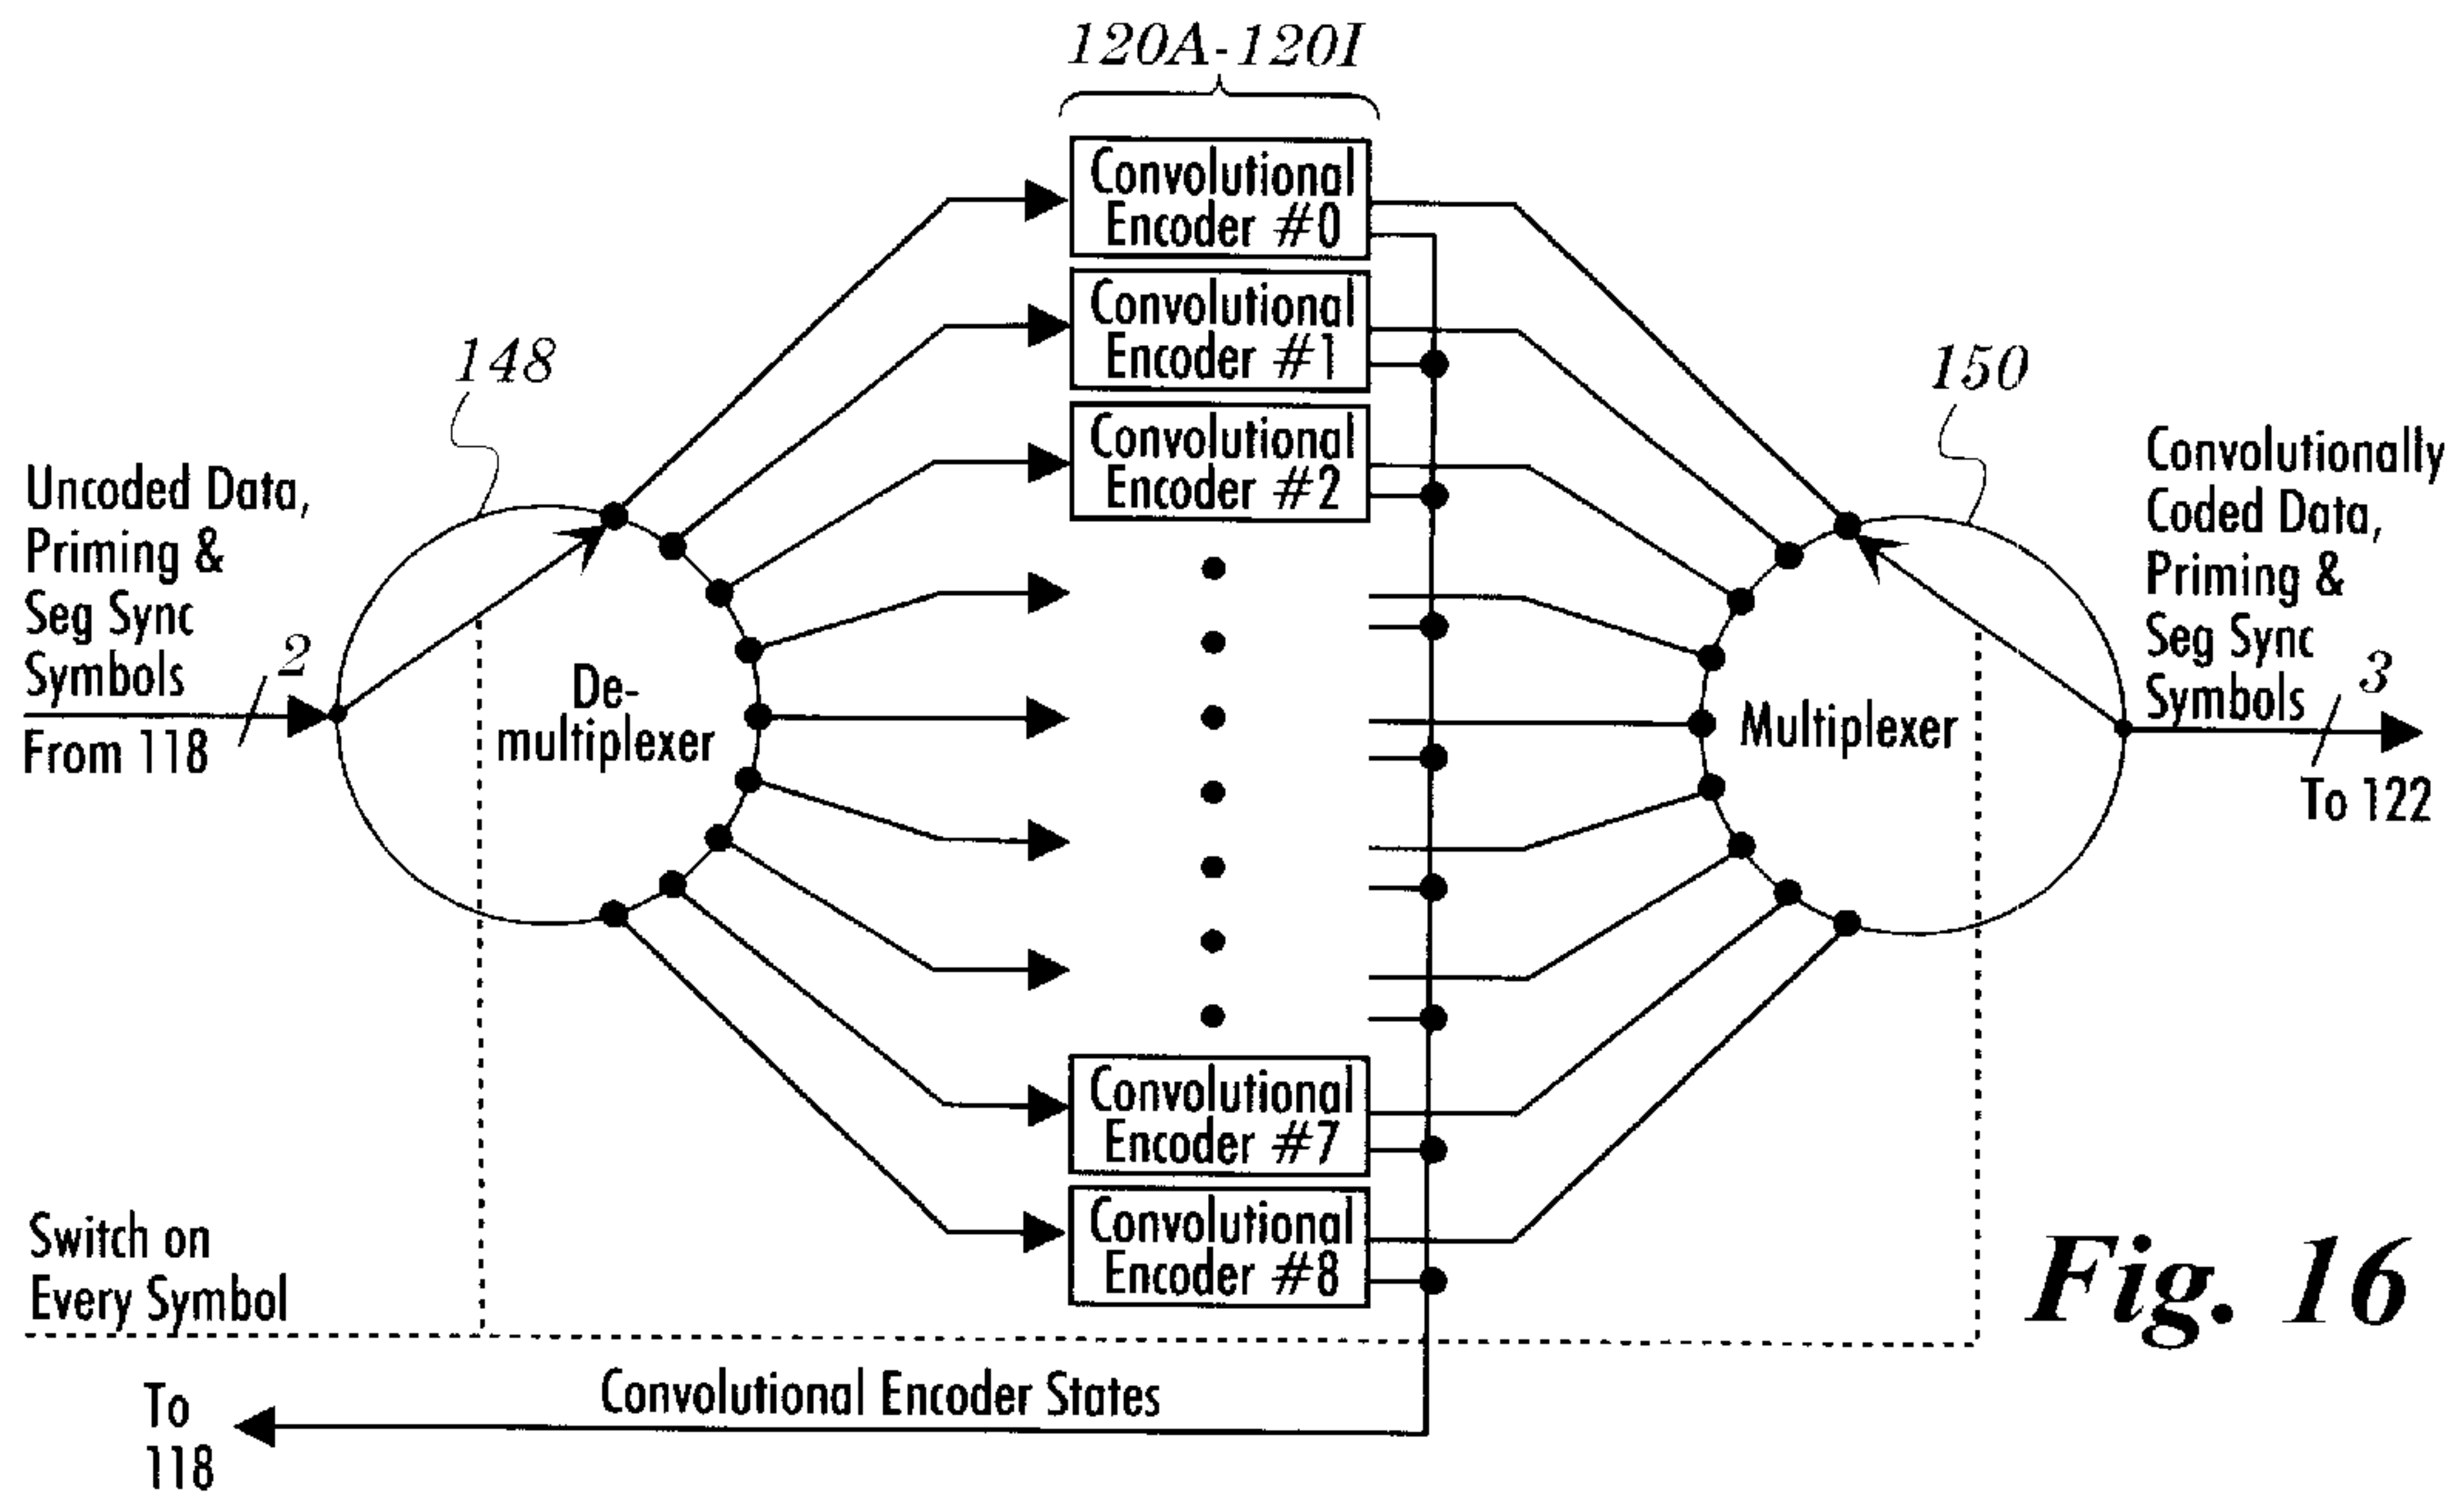 120A-120I
Convolutional
Encoder #0
Convolutional
Encoder #1
Convolutional
Encoder #2
148
150
Uncoded Data,
Priming &
Seg Sync
Symbols
2
From 118
De-
multiplexer
Multiplexer
Convolutionally
Coded Data,
Priming &
Seg Sync
Symbols
3
To 122
Convolutional
Encoder #7
Convolutional
Encoder #8
Switch on
Every Symbol
Convolutional Encoder States
To
118
Fig. 16